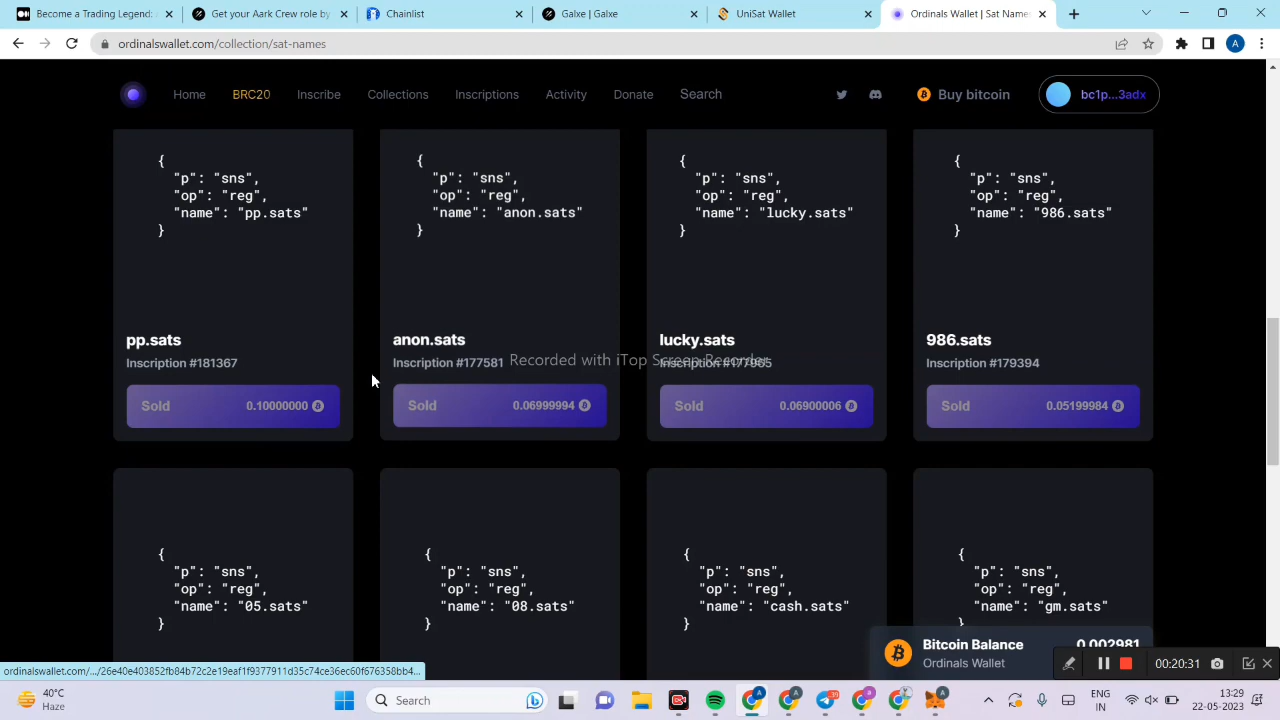 Become a Trading Legend:
Get your Aark Crew role by
Chainlist
Galxe | Galxe
UniSat Wallet
Ordinals Wallet | Sat Names
ordinalswallet.com/collection/sat-names
A
Home
BRC20
Inscribe
Collections
Inscriptions
Activity
Donate
Search
Buy bitcoin
bc1p...3adx
{
"p": "sns",
"op": "reg",
"name": "pp.sats"
}
pp.sats
Inscription #181367
Sold 0.10000000
{
"p": "sns",
"op": "reg",
"name": "anon.sats"
}
anon.sats
Inscription #177581
Sold 0.06999994
{
"p": "sns",
"op": "reg",
"name": "lucky.sats"
}
lucky.sats
Inscription #177965
Sold 0.06900006
{
"p": "sns",
"op": "reg",
"name": "986.sats"
}
986.sats
Inscription #179394
Sold 0.05199984
Recorded with iTop Screen Recorder
{
"p": "sns",
"op": "reg",
"name": "05.sats"
}
{
"p": "sns",
"op": "reg",
"name": "08.sats"
}
{
"p": "sns",
"op": "reg",
"name": "cash.sats"
}
{
"p": "sns",
"op": "reg",
"name": "gm.sats"
}
Bitcoin Balance 0.002981
Ordinals Wallet
00:20:31
40°C
Haze
Search
39
ENG
IN
13:29
22-05-2023